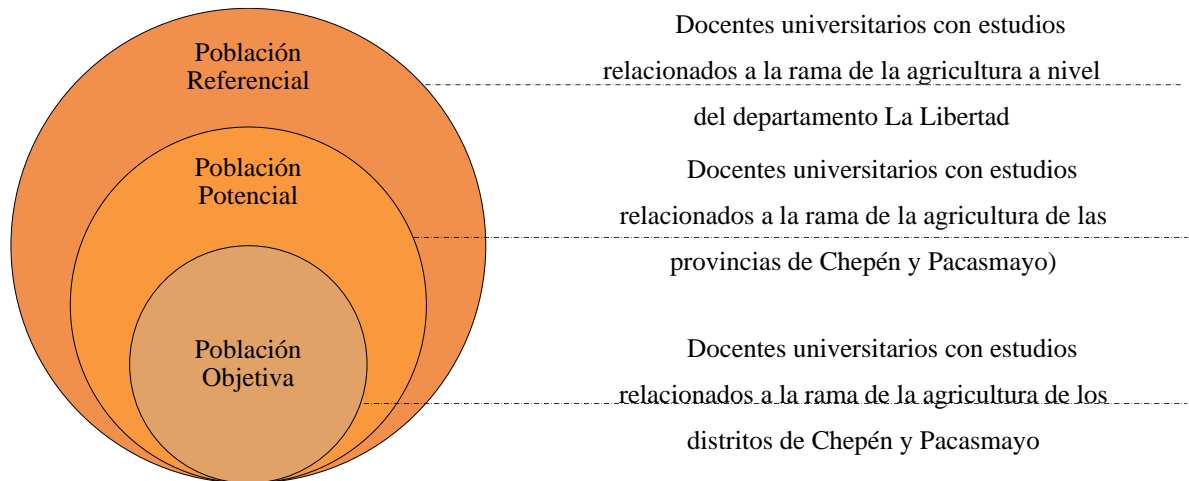 Población
Referencial
Docentes universitarios con estudios
relacionados a la rama de la agricultura a nivel
del departamento La Libertad
Población
Potencial
Docentes universitarios con estudios
relacionados a la rama de la agricultura de las
provincias de Chepén y Pacasmayo)
Población
Objetiva
Docentes universitarios con estudios
relacionados a la rama de la agricultura de los
distritos de Chepén y Pacasmayo